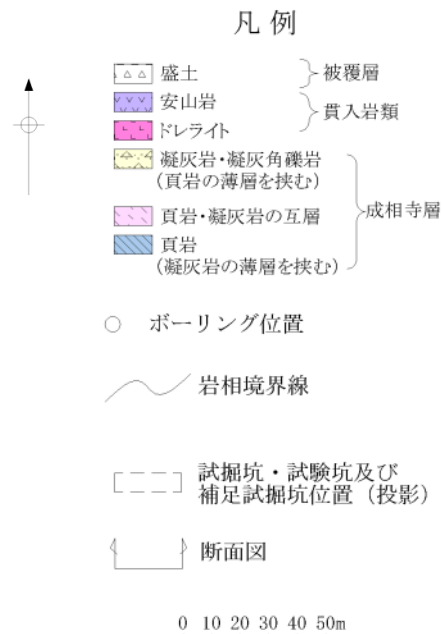 凡 例
盛土
被覆層
安山岩
貫入岩類
ドレライト
凝灰岩・凝灰角礫岩
(頁岩の薄層を挟む)
成相寺層
頁岩・凝灰岩の互層
頁岩
(凝灰岩の薄層を挟む)
ボーリング位置
岩相境界線
試掘坑・試験坑及び
補足試掘坑位置（投影）
断面図
0 10 20 30 40 50m